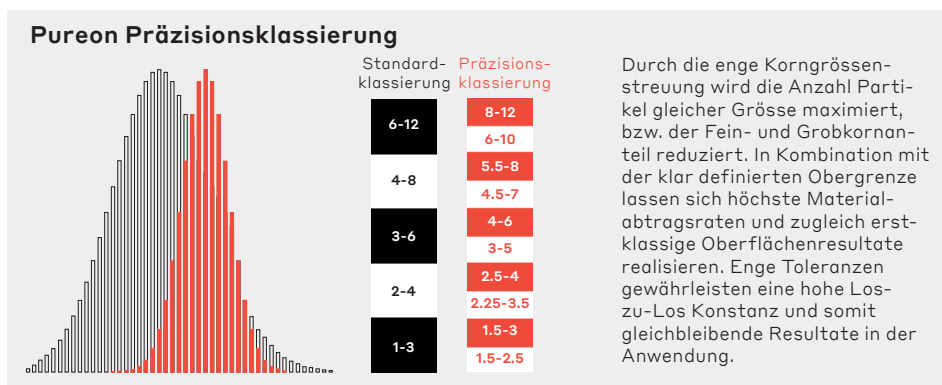 Pureon Präzisionsklassierung
Standard-
klassierung
Präzisions-
klassierung
6-12
4-8
3-6
2-4
1-3
8-12
6-10
5.5-8
4.5-7
4-6
3-5
2.5-4
2.25-3.5
1.5-3
1.5-2.5
Durch die enge Korngrössen-
streuung wird die Anzahl Parti-
kel gleicher Grösse maximiert,
bzw. der Fein- und Grobkornan-
teil reduziert. In Kombination mit
der klar definierten Obergrenze
lassen sich höchste Material-
abtragsraten und zugleich erst-
klassige Oberflächenresultate
realisieren. Enge Toleranzen
gewährleisten eine hohe Los-
zu-Los Konstanz und somit
gleichbleibende Resultate in der
Anwendung.